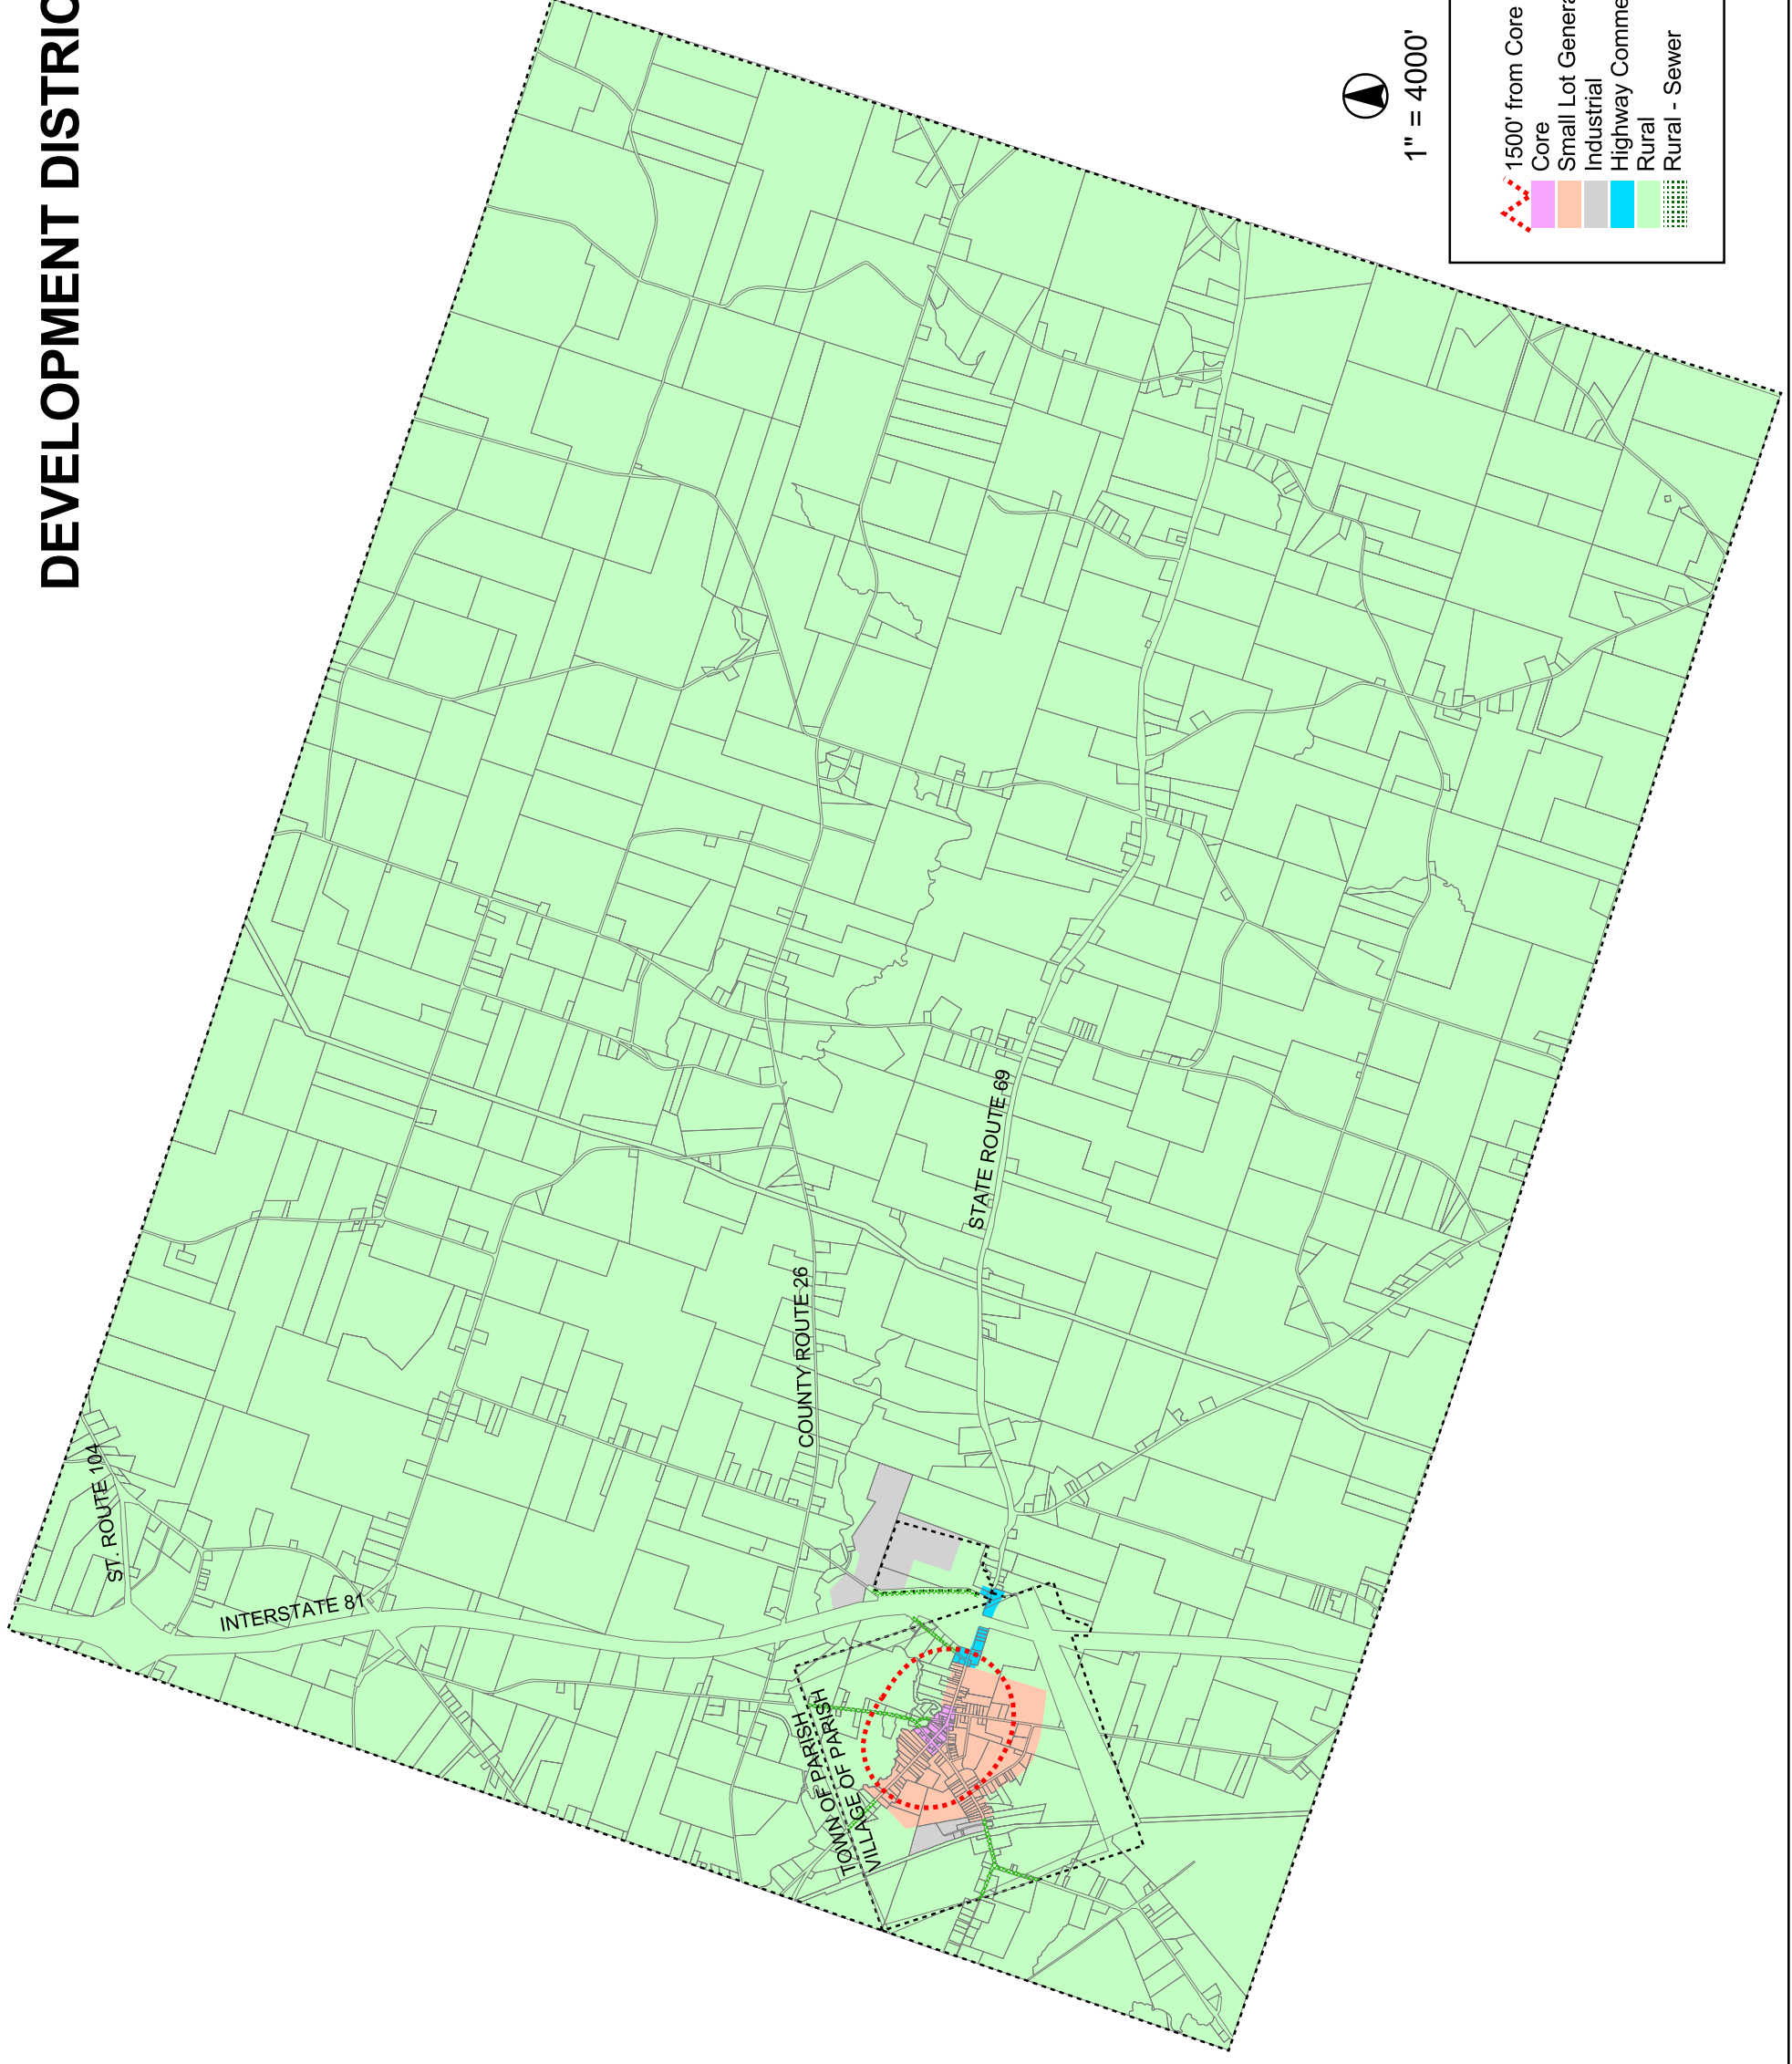 DEVELOPMENT DISTRIC
1" = 4000'
1500' from Core
Core
Small Lot Genera
Industrial
Highway Comme
Rural
Rural - Sewer
ST. ROUTE 104
INTERSTATE 81
COUNTY ROUTE 26
STATE ROUTE 69
TOWN OF PARISH
VILLAGE OF PARISH